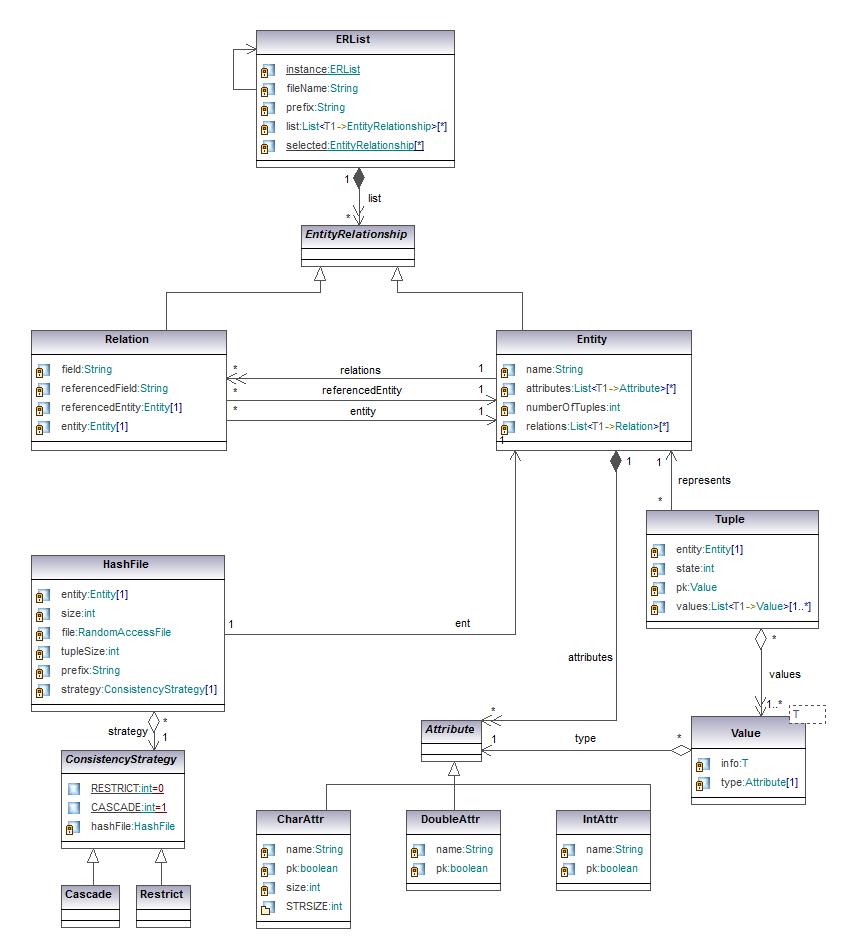 ERList
instance:ERList
fileName:String
prefix:String
list:List<T1->EntityRelationship>[*]
selected:EntityRelationship[*]
1
list
*
EntityRelationship
Relation
field:String
referencedField:String
referencedEntity:Entity[1]
entity:Entity[1]
* relations 1
* referencedEntity 1
* entity 1
Entity
name:String
attributes:List<T1->Attribute>[*]
numberOfTuples:int
relations:List<T1->Relation>[*]
1
1
1
represents
*
Tuple
entity:Entity[1]
state:int
pk:Value
values:List<T1->Value>[1..*]
HashFile
entity:Entity[1]
size:int
file:RandomAccessFile
tupleSize:int
prefix:String
strategy:ConsistencyStrategy[1]
1 ent
attributes
*
values
1..*
T
strategy
*
1
ConsistencyStrategy
RESTRICT:int=0
CASCADE:int=1
hashFile:HashFile
*
Attribute
1 type *
Value
info:T
type:Attribute[1]
CharAttr
name:String
pk:boolean
size:int
STRSIZE:int
DoubleAttr
name:String
pk:boolean
IntAttr
name:String
pk:boolean
Cascade
Restrict